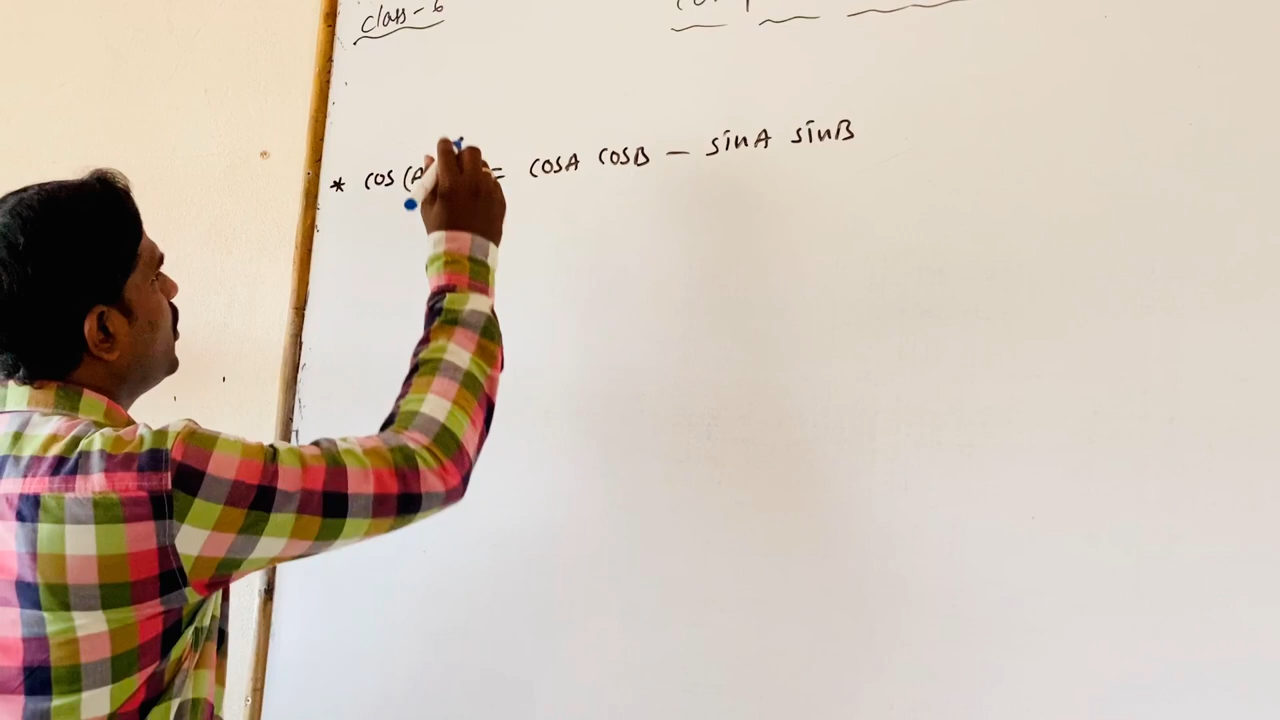 class-6
* cos (A = cosA cosB – sinA sinB